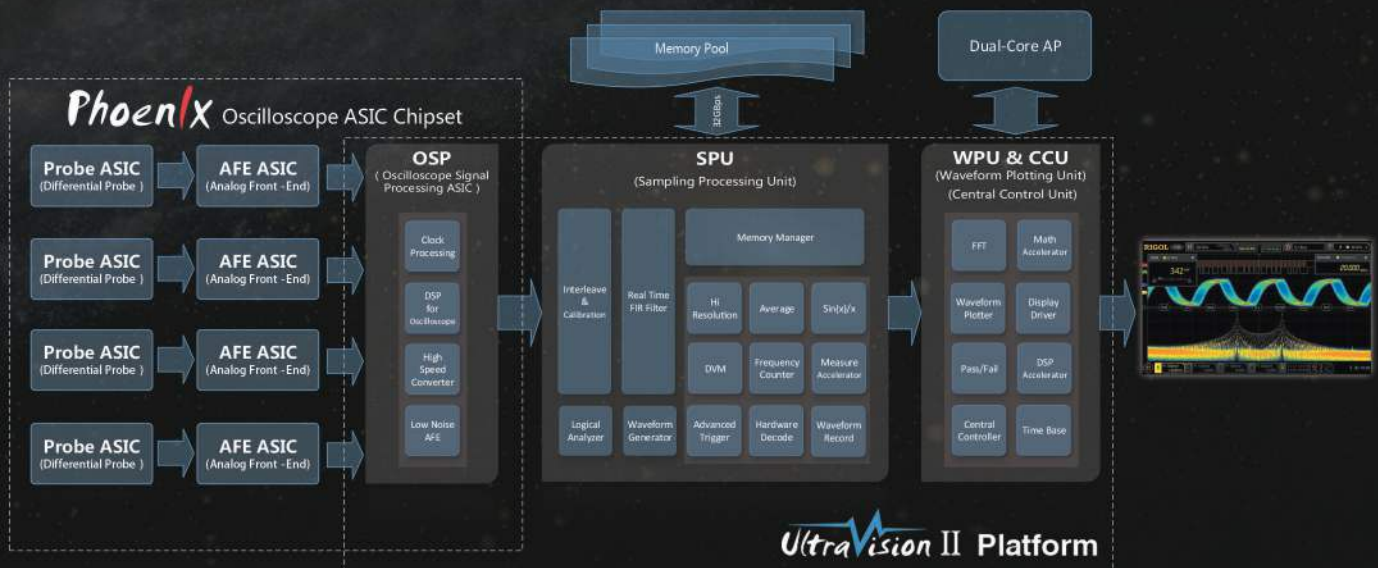 Memory Pool
Dual-Core AP
32GBps
Phoenix Oscilloscope ASIC Chipset
Probe ASIC
(Differential Probe )
AFE ASIC
(Analog Front -End)
Probe ASIC
(Differential Probe )
AFE ASIC
(Analog Front -End)
Probe ASIC
(Differential Probe )
AFE ASIC
(Analog Front -End)
Probe ASIC
(Differential Probe )
AFE ASIC
(Analog Front -End)
OSP
( Oscilloscope Signal
Processing ASIC )
Clock
Processing
DSP
for
Oscilloscope
High
Speed
Converter
Low Noise
AFE
SPU
(Sampling Processing Unit)
Interleave
&
Calibration
Real Time
FIR Filter
Memory Manager
Hi
Resolution
Average
Sin(x)/x
DVM
Frequency
Counter
Measure
Accelerator
Logical
Analyzer
Waveform
Generator
Advanced
Trigger
Hardware
Decode
Waveform
Record
WPU & CCU
(Waveform Plotting Unit)
(Central Control Unit)
FFT
Math
Accelerator
Waveform
Plotter
Display
Driver
Pass/Fail
DSP
Accelerator
Central
Controller
Time Base
RIGOL
342
20.000
UltraVision II Platform